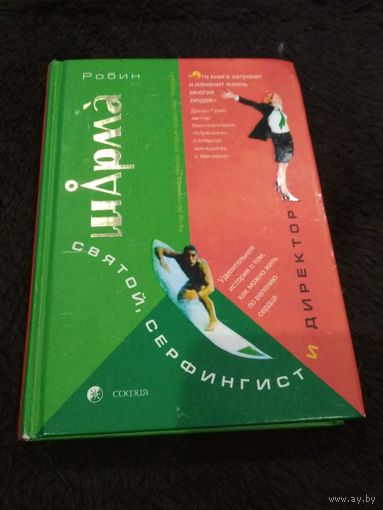 Робин
шАрма
«Эта книга затронет
и изменит жизнь
многих
людей».
Джон Грей,
автор
бестселлера
«Мужчины
с Марса,
женщины
с Венеры»
Удивительная
история о том,
как можно жить
по велению
сердца
СВЯТОЙ, СЕРФИНГИСТ И ДИРЕКТОР
СОФИЯ
www.ay.by